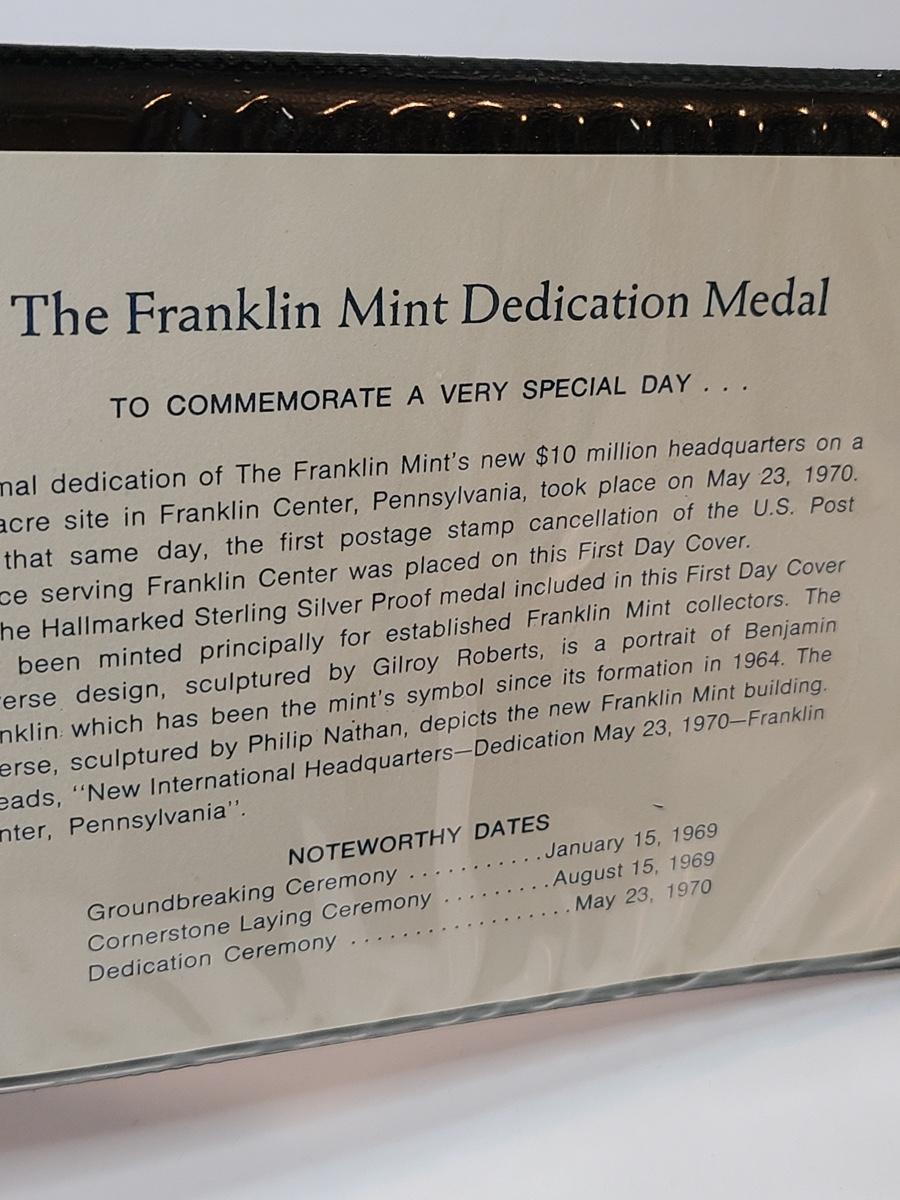 The Franklin Mint Dedication Medal
TO COMMEMORATE A VERY SPECIAL DAY . . .
mal dedication of The Franklin Mint's new $10 million headquarters on a
acre site in Franklin Center, Pennsylvania, took place on May 23, 1970.
that same day, the first postage stamp cancellation of the U.S. Post
ce serving Franklin Center was placed on this First Day Cover.
he Hallmarked Sterling Silver Proof medal included in this First Day Cover
been minted principally for established Franklin Mint collectors. The
verse design, sculptured by Gilroy Roberts, is a portrait of Benjamin
nklin which has been the mint's symbol since its formation in 1964. The
erse, sculptured by Philip Nathan, depicts the new Franklin Mint building.
eads, "New International Headquarters—Dedication May 23, 1970—Franklin
nter, Pennsylvania".
NOTEWORTHY DATES
Groundbreaking Ceremony . . . . . . . . . . . January 15, 1969
Cornerstone Laying Ceremony . . . . . . . . . August 15, 1969
Dedication Ceremony . . . . . . . . . . . . . . . . . . May 23, 1970